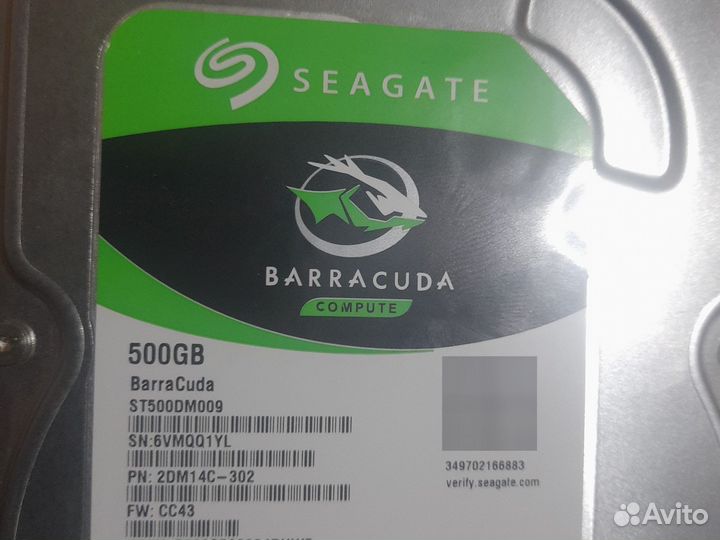 SEAGATE
BARRACUDA
COMPUTE
500GB
BarraCuda
ST500DM009
SN:6VMQQ1YL
PN: 2DM14C-302
FW: CC43
349702166883
verify.seagate.com
Avito